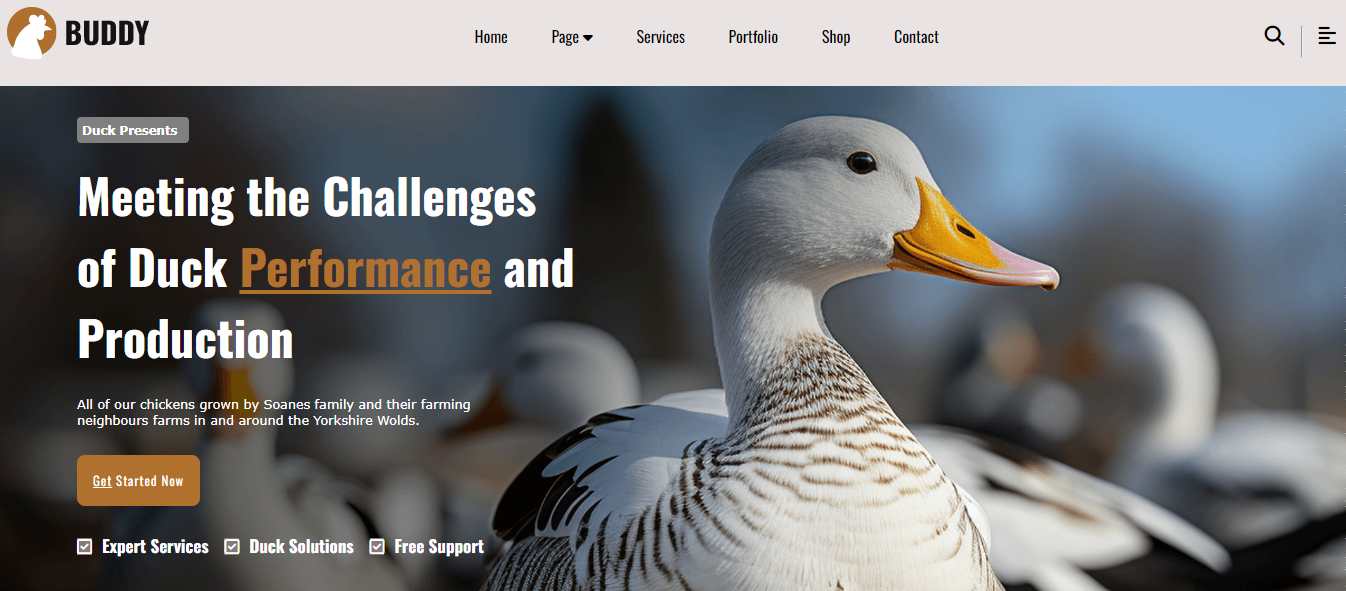 BUDDY
Home Page Services Portfolio Shop Contact
Duck Presents
Meeting the Challenges
of Duck Performance and
Production
All of our chickens grown by Soanes family and their farming
neighbours farms in and around the Yorkshire Wolds.
Get Started Now
Expert Services Duck Solutions Free Support